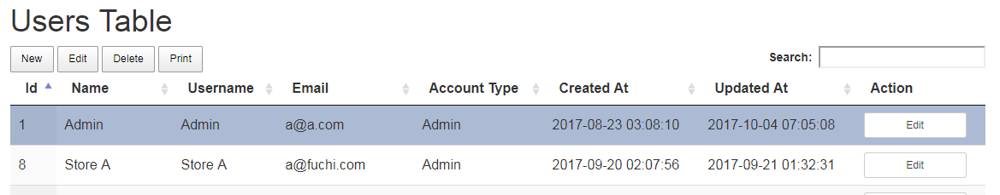 Users Table
New Edit Delete Print Search:
Id Name Username Email Account Type Created At Updated At Action
1 Admin Admin a@a.com Admin 2017-08-23 03:08:10 2017-10-04 07:05:08 Edit
8 Store A Store A a@fuchi.com Admin 2017-09-20 02:07:56 2017-09-21 01:32:31 Edit